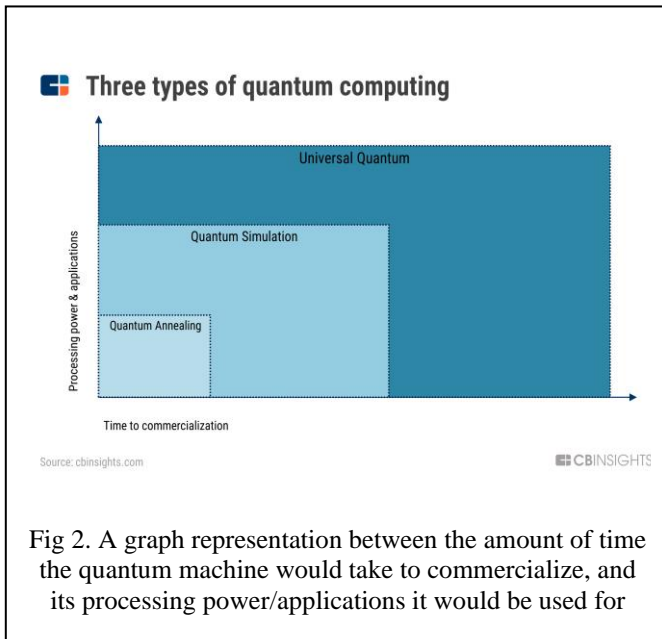 Three types of quantum computing
Universal Quantum
Quantum Simulation
Quantum Annealing
Processing power & applications
Time to commercialization
Source: cbinsights.com
CBINSIGHTS
Fig 2. A graph representation between the amount of time
the quantum machine would take to commercialize, and
its processing power/applications it would be used for